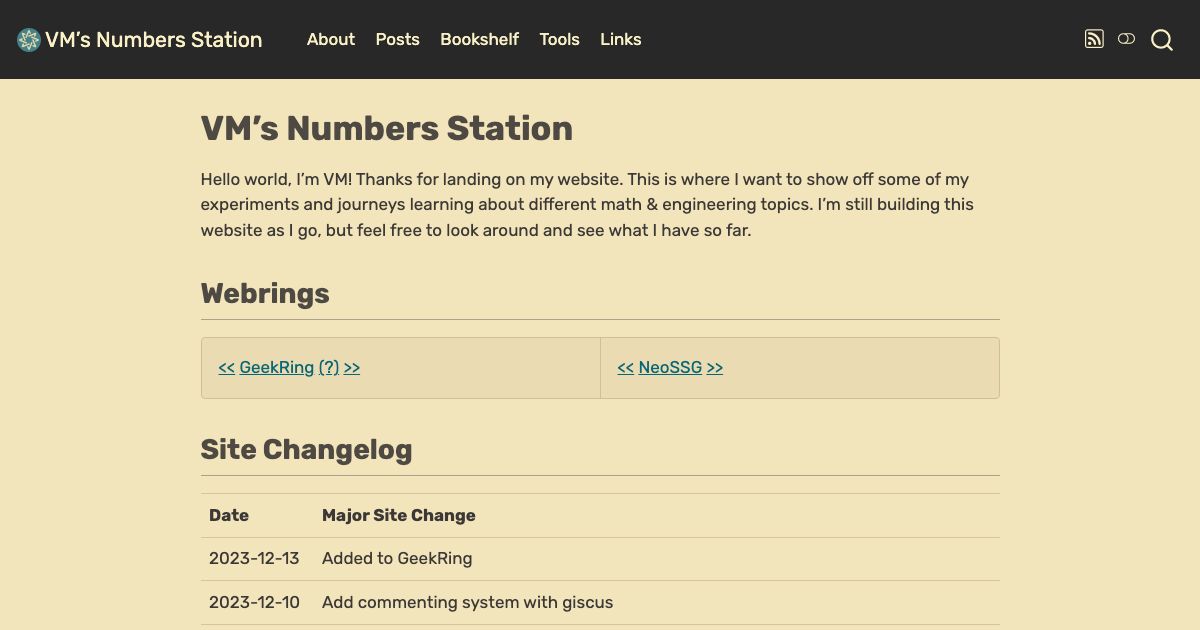 VM’s Numbers Station About Posts Bookshelf Tools Links
VM’s Numbers Station
Hello world, I’m VM! Thanks for landing on my website. This is where I want to show off some of my
experiments and journeys learning about different math & engineering topics. I’m still building this
website as I go, but feel free to look around and see what I have so far.
Webrings
<< GeekRing (?) >> << NeoSSG >>
Site Changelog
Date Major Site Change
2023-12-13 Added to GeekRing
2023-12-10 Add commenting system with giscus